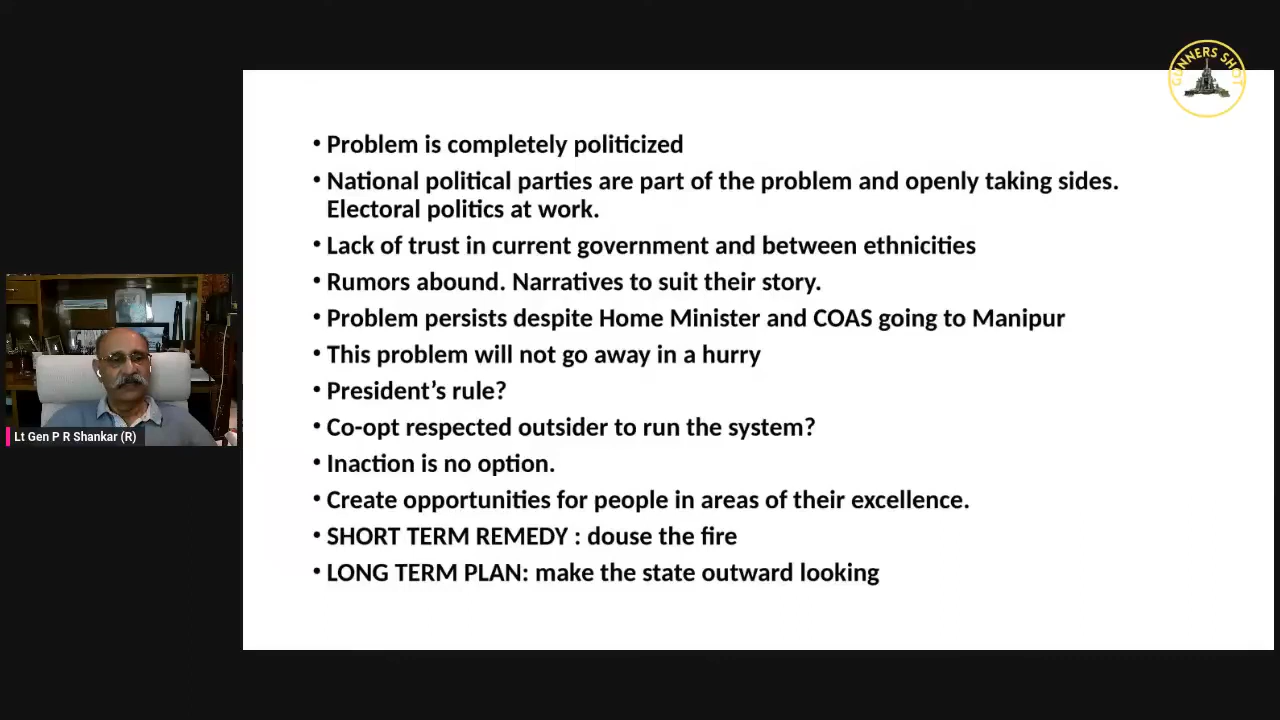 GUNNERS SHOT
• Problem is completely politicized
• National political parties are part of the problem and openly taking sides.
Electoral politics at work.
• Lack of trust in current government and between ethnicities
• Rumors abound. Narratives to suit their story.
• Problem persists despite Home Minister and COAS going to Manipur
• This problem will not go away in a hurry
• President’s rule?
• Co-opt respected outsider to run the system?
• Inaction is no option.
• Create opportunities for people in areas of their excellence.
• SHORT TERM REMEDY : douse the fire
• LONG TERM PLAN: make the state outward looking
Lt Gen P R Shankar (R)